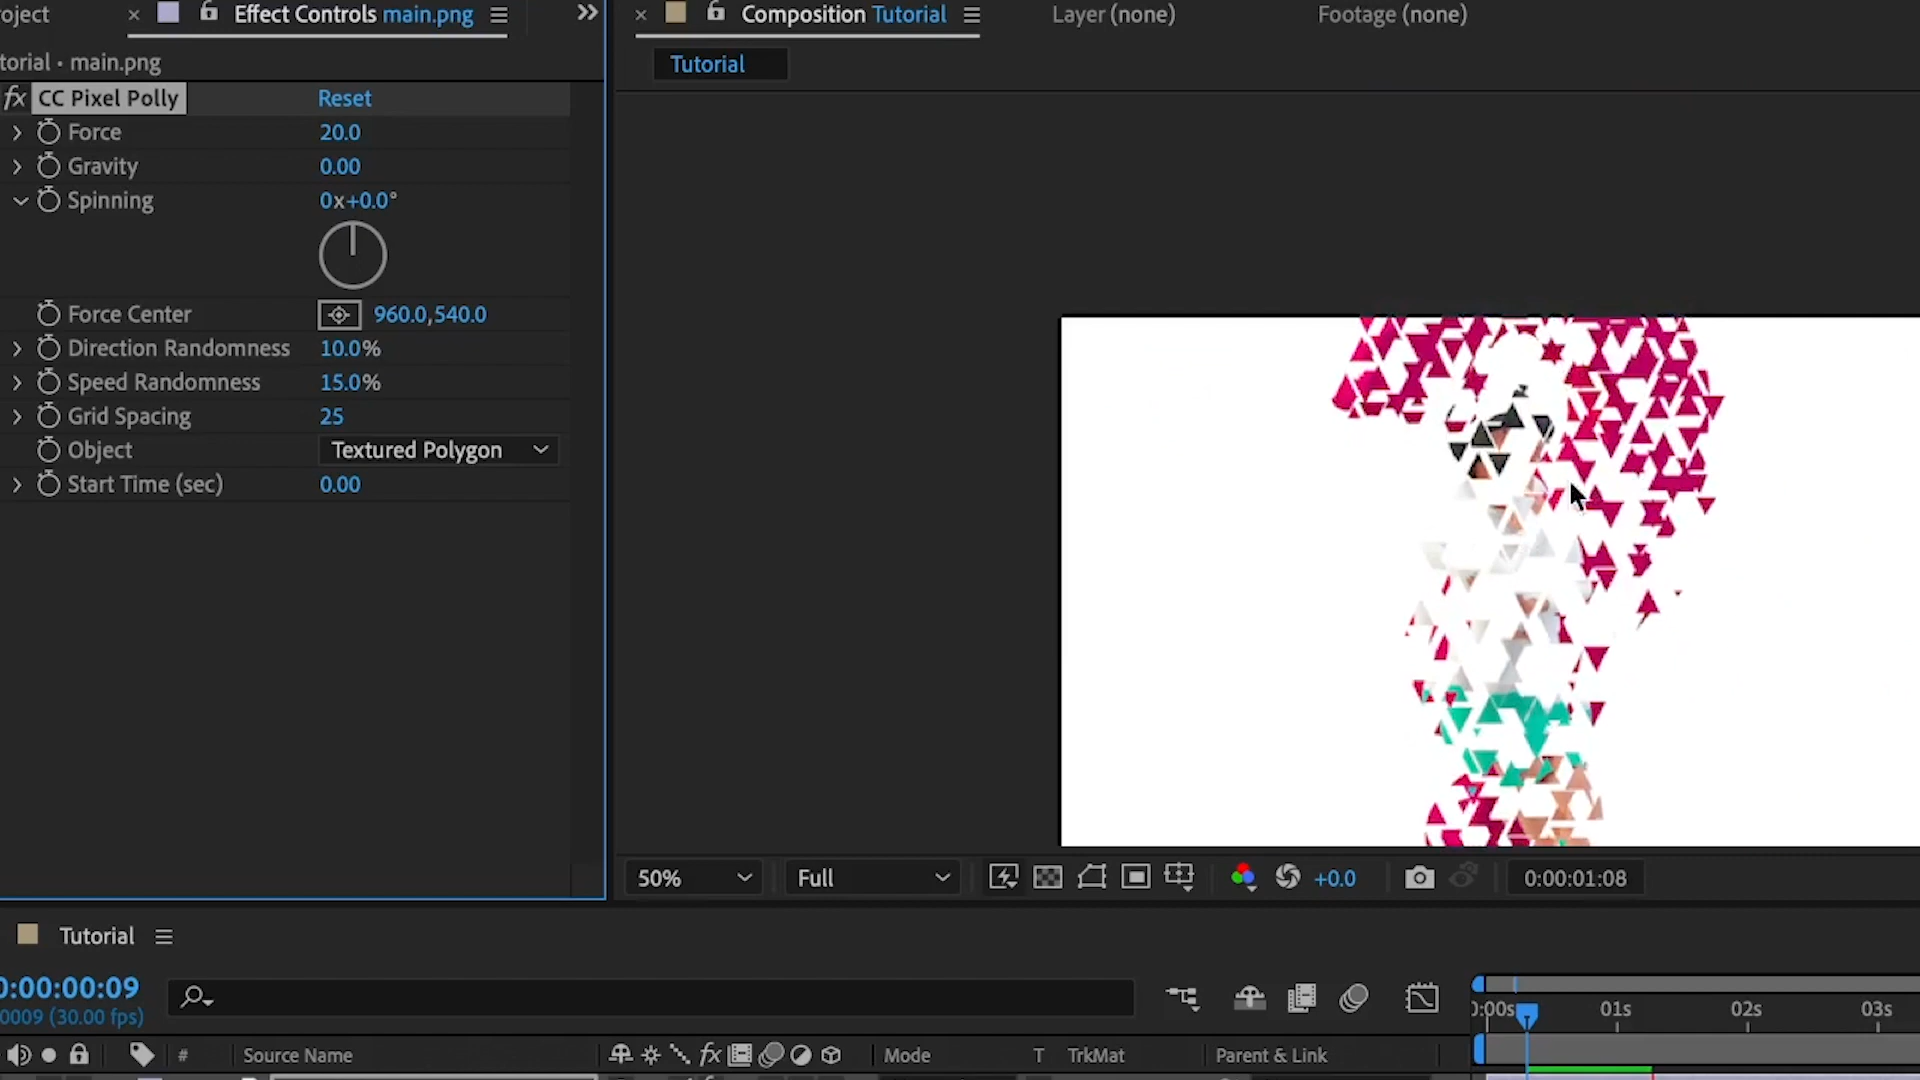 oject
Effect Controls main.png
torial • main.png
fx CC Pixel Polly Reset
Force 20.0
Gravity 0.00
Spinning 0x+0.0°
Force Center 960.0,540.0
Direction Randomness 10.0%
Speed Randomness 15.0%
Grid Spacing 25
Object Textured Polygon
Start Time (sec) 0.00
Composition Tutorial
Layer (none)
Footage (none)
Tutorial
50% Full +0.0 0:00:01:08
Tutorial
0:00:00:09
0009 (30.00 fps)
0:00s 01s 02s 03s
# Source Name fx Mode T TrkMat Parent & Link